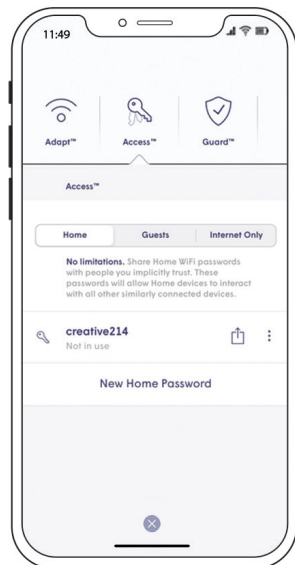 11:49
Adapt™ Access™ Guard™
Access™
Home Guests Internet Only
No limitations. Share Home WiFi passwords
with people you implicitly trust. These
passwords will allow Home devices to interact
with all other similarly connected devices.
creative214
Not in use
New Home Password